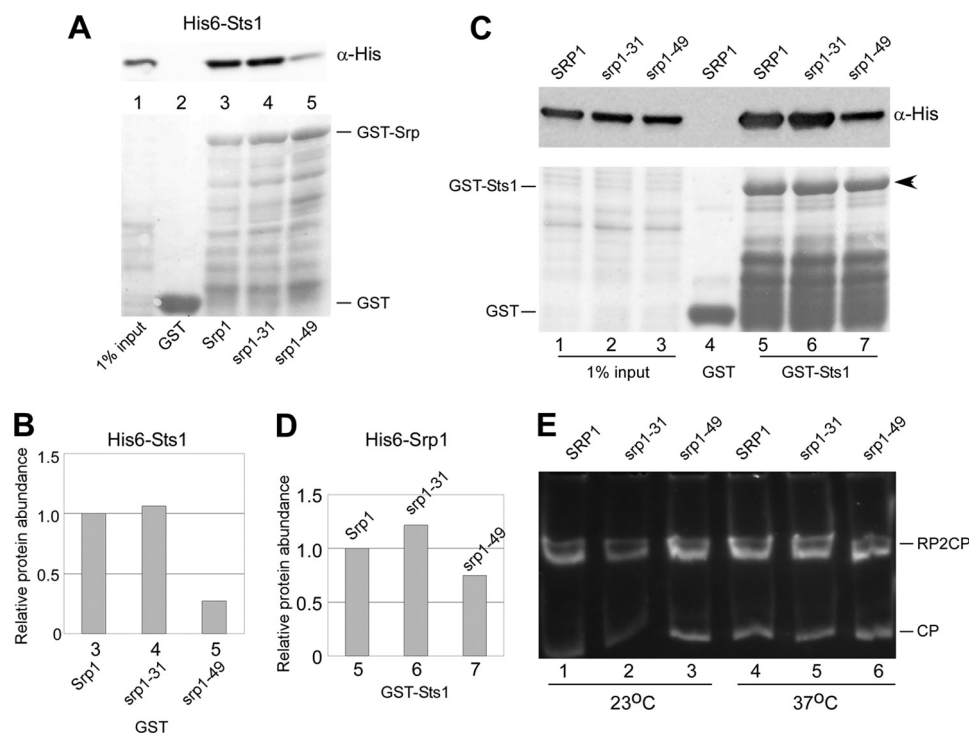 A
His6-Sts1
α-His
1 2 3 4 5
GST-Srp
GST
1% input GST Srp1 srp1-31 srp1-49
B
His6-Sts1
Relative protein abundance
1.5
1.0
0.5
0
3 4 5
Srp1 srp1-31 srp1-49
GST
C
SRP1 srp1-31 srp1-49 SRP1 SRP1 srp1-31 srp1-49
α-His
GST-Sts1
GST
1 2 3 4 5 6 7
1% input GST GST-Sts1
D
His6-Srp1
Relative protein abundance
1.5
1.0
0.5
0
Srp1 srp1-31 srp1-49
5 6 7
GST-Sts1
E
SRP1 srp1-31 srp1-49 SRP1 srp1-31 srp1-49
RP2CP
CP
1 2 3 4 5 6
23°C 37°C